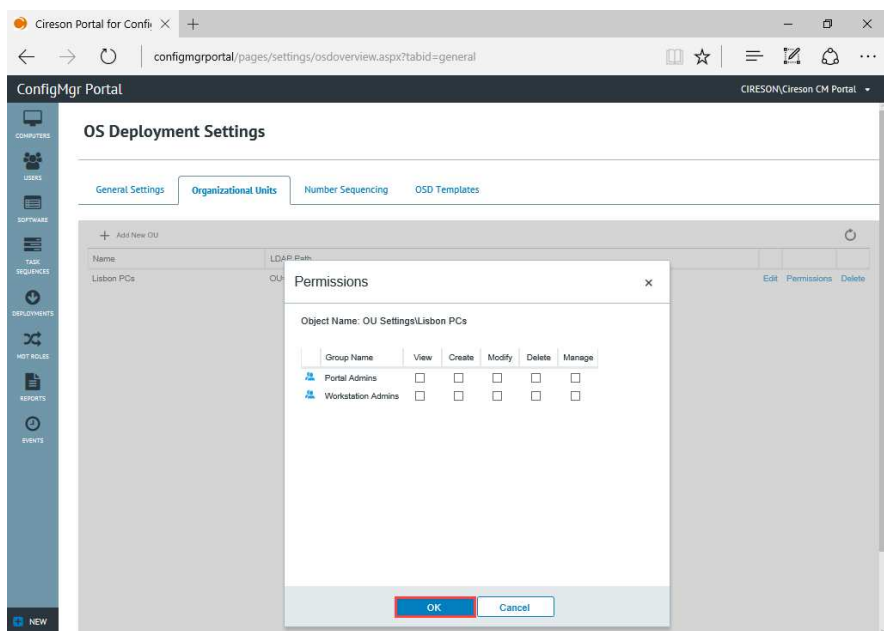 Cireson Portal for Confi
configmgrportal/pages/settings/osdoverview.aspx?tabid=general
ConfigMgr Portal
CIRESON\Cireson CM Portal
COMPUTERS
USERS
SOFTWARE
TASK SEQUENCES
DEPLOYMENTS
MDT ROLES
REPORTS
EVENTS
NEW
OS Deployment Settings
General Settings Organizational Units Number Sequencing OSD Templates
Add New OU
Name LDAP Path
Lisbon PCs OU= Edit Permissions Delete
Permissions
Object Name: OU Settings\Lisbon PCs
Group Name View Create Modify Delete Manage
Portal Admins
Workstation Admins
OK Cancel